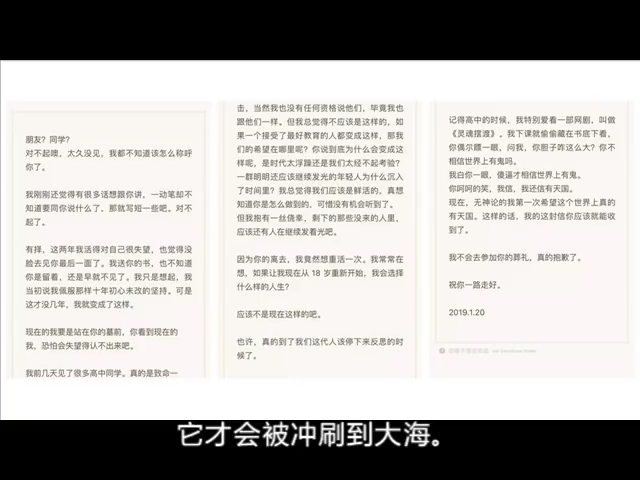 朋友？同学？
对不起噢，太久没见，我都不知道该怎么称呼
你了。
我刚刚还觉得有很多话想跟你讲，一动笔却不
知道要同你说什么了，那就写短一些吧。对不
起了。
有择，这两年我活得对自己很失望，也觉得没
脸去见你最后一面了。我送你的书，也不知道
你是留着，还是早就不见了。我只是想起，我
当初说我佩服那样十年初心未改的坚持。可是
这才没几年，我就变成了这样。
现在的我要是站在你的墓前，你看到现在的
我，恐怕会失望得认不出来吧。
我前几天见了很多高中同学。真的是致命一
击，当然我也没有任何资格说他们，毕竟我也
跟他们一样。但我总觉得不应该是这样的，如
果一个接受了最好教育的人都变成这样，那我
们的希望在哪里呢？你说到底为什么会变成这
样呢，是时代太浮躁还是我们太经不起考验？
一群明明还应该继续发光的年轻人为什么沉入
了时间里？我总觉得我们应该是鲜活的，真想
知道你是怎么做到的，可惜没有机会听到了。
但我抱有一丝侥幸，剩下的那些没来的人里，
应该还有人在继续发着光吧。
因为你的离去，我竟然想重活一次。我常常在
想，如果让我现在从 18 岁重新开始，我会选择
什么样的人生？
应该不是现在这样的吧。
也许，真的到了我们这代人该停下来反思的时
候了。
记得高中的时候，我特别爱看一部网剧，叫做
《灵魂摆渡》。我下课就偷偷藏在书底下看，
你偶尔瞟一眼，问我，你胆子咋这么大？你不
相信世界上有鬼吗。
我白你一眼，傻逼才相信世界上有鬼。
你呵呵的笑，我信，我还信有天国。
现在，无神论的我第一次希望这个世界上真的
有天国。这样的话，我的这封信你应该就能收
到了。
我不会去参加你的葬礼，真的抱歉了。
祝你一路走好。
2019.1.20
它才会被冲刷到大海。